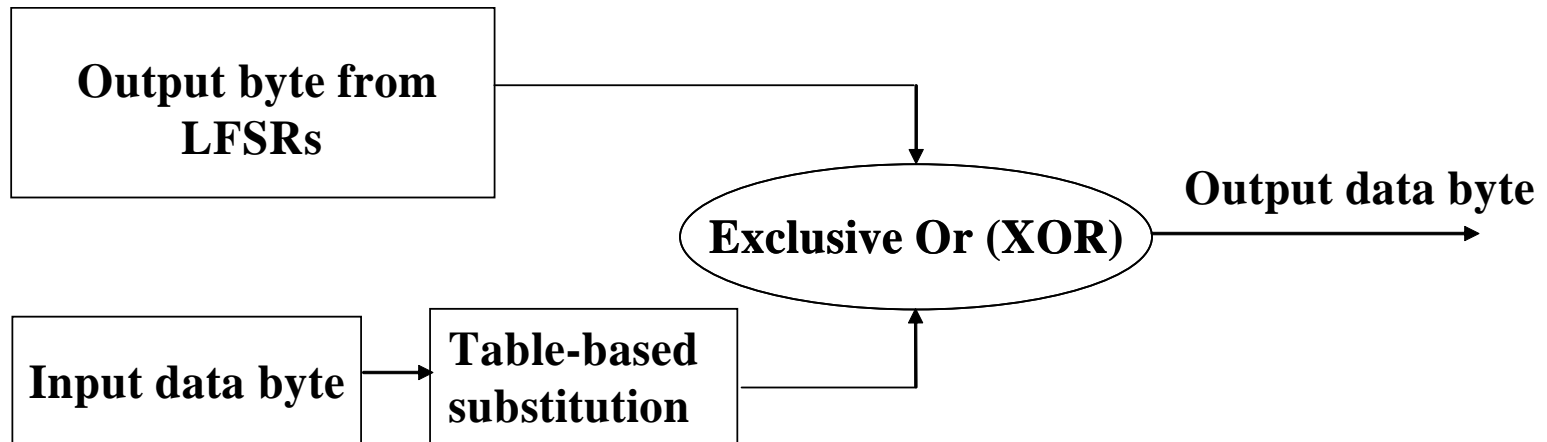 Output byte from
LFSRs
Exclusive Or (XOR)
Output data byte
Input data byte
Table-based
substitution